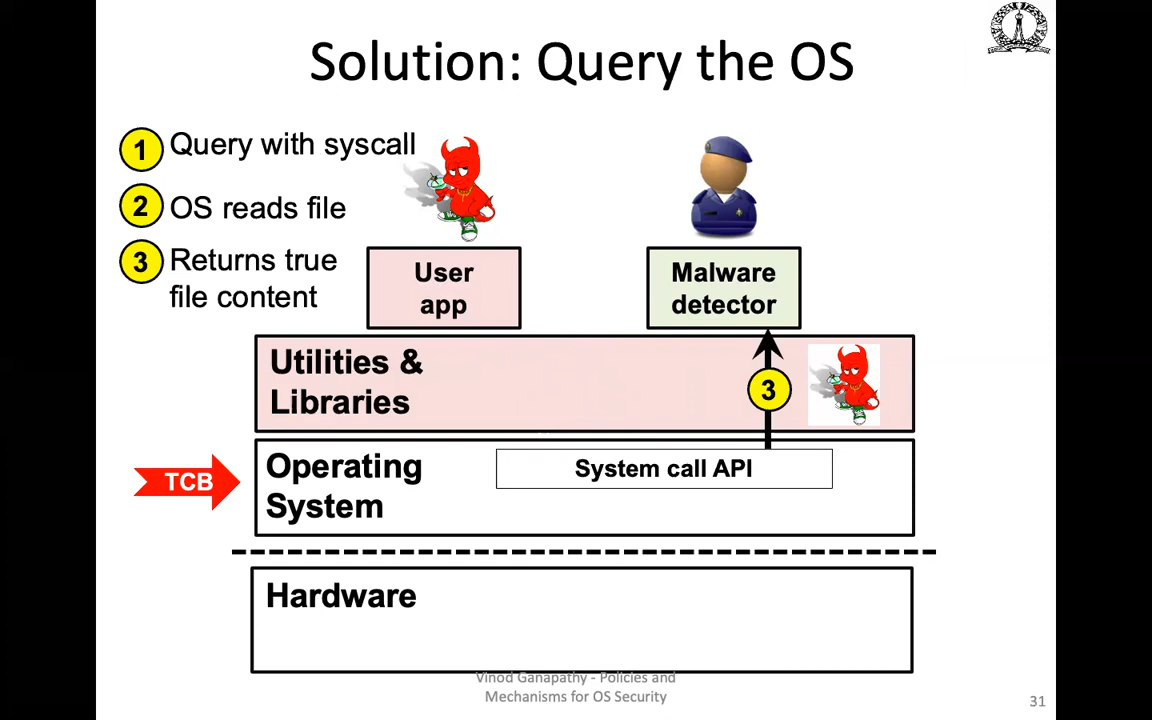 Solution: Query the OS
1 Query with syscall
2 OS reads file
3 Returns true
file content
User
app
Malware
detector
Utilities &
Libraries
3
TCB
Operating
System
System call API
Hardware
Vinod Ganapathy - Policies and
Mechanisms for OS Security
31